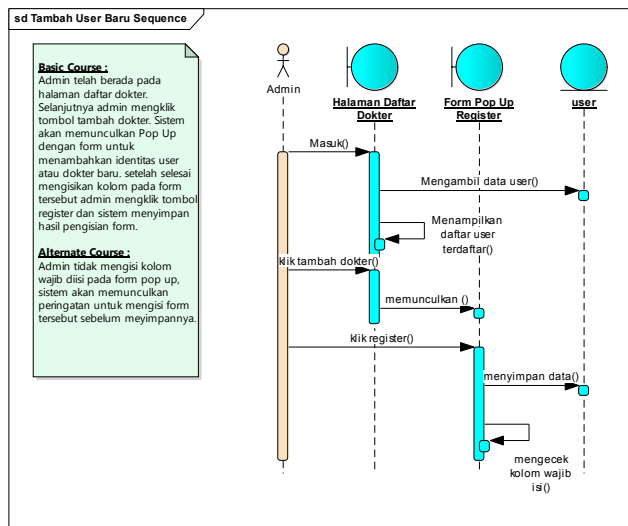 sd Tambah User Baru Sequence
Basic Course :
Admin telah berada pada
halaman daftar dokter.
Selanjutnya admin mengklik
tombol tambah dokter. Sistem
akan memunculkan Pop Up
dengan form untuk
menambahkan identitas user
atau dokter baru. setelah selesai
mengisikan kolom pada form
tersebut admin mengklik tombol
register dan sistem menyimpan
hasil pengisian form.
Alternate Course :
Admin tidak mengisi kolom
wajib diisi pada form pop up,
sistem akan memunculkan
peringatan untuk mengisi form
tersebut sebelum meyimpannya.
Admin
Halaman Daftar
Dokter
Form Pop Up
Register
user
Masuk()
Mengambil data user()
Menampilkan
daftar user
terdaftar()
klik tambah dokter()
memunculkan ()
klik register()
menyimpan data()
mengecek
kolom wajib
isi()